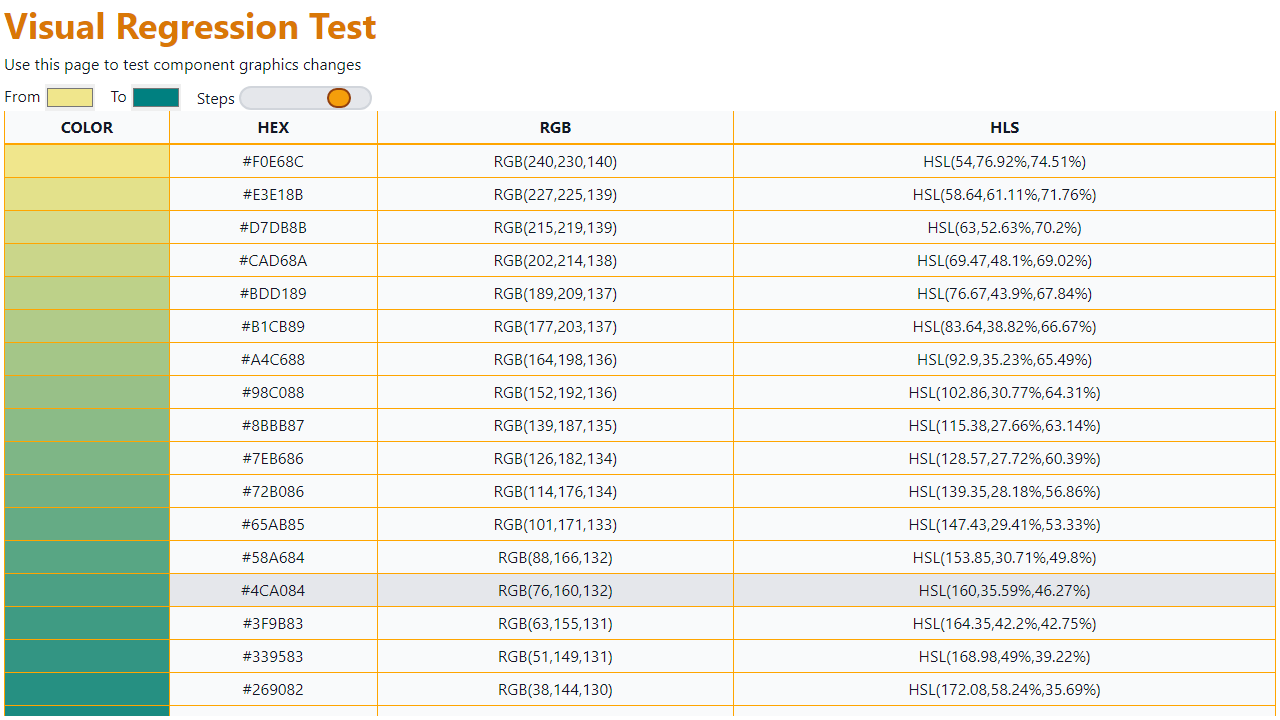 Visual Regression Test
Use this page to test component graphics changes
From To Steps
COLOR HEX RGB HLS
#F0E68C RGB(240,230,140) HSL(54,76.92%,74.51%)
#E3E18B RGB(227,225,139) HSL(58.64,61.11%,71.76%)
#D7DB8B RGB(215,219,139) HSL(63,52.63%,70.2%)
#CAD68A RGB(202,214,138) HSL(69.47,48.1%,69.02%)
#BDD189 RGB(189,209,137) HSL(76.67,43.9%,67.84%)
#B1CB89 RGB(177,203,137) HSL(83.64,38.82%,66.67%)
#A4C688 RGB(164,198,136) HSL(92.9,35.23%,65.49%)
#98C088 RGB(152,192,136) HSL(102.86,30.77%,64.31%)
#8BBB87 RGB(139,187,135) HSL(115.38,27.66%,63.14%)
#7EB686 RGB(126,182,134) HSL(128.57,27.72%,60.39%)
#72B086 RGB(114,176,134) HSL(139.35,28.18%,56.86%)
#65AB85 RGB(101,171,133) HSL(147.43,29.41%,53.33%)
#58A684 RGB(88,166,132) HSL(153.85,30.71%,49.8%)
#4CA084 RGB(76,160,132) HSL(160,35.59%,46.27%)
#3F9B83 RGB(63,155,131) HSL(164.35,42.2%,42.75%)
#339583 RGB(51,149,131) HSL(168.98,49%,39.22%)
#269082 RGB(38,144,130) HSL(172.08,58.24%,35.69%)